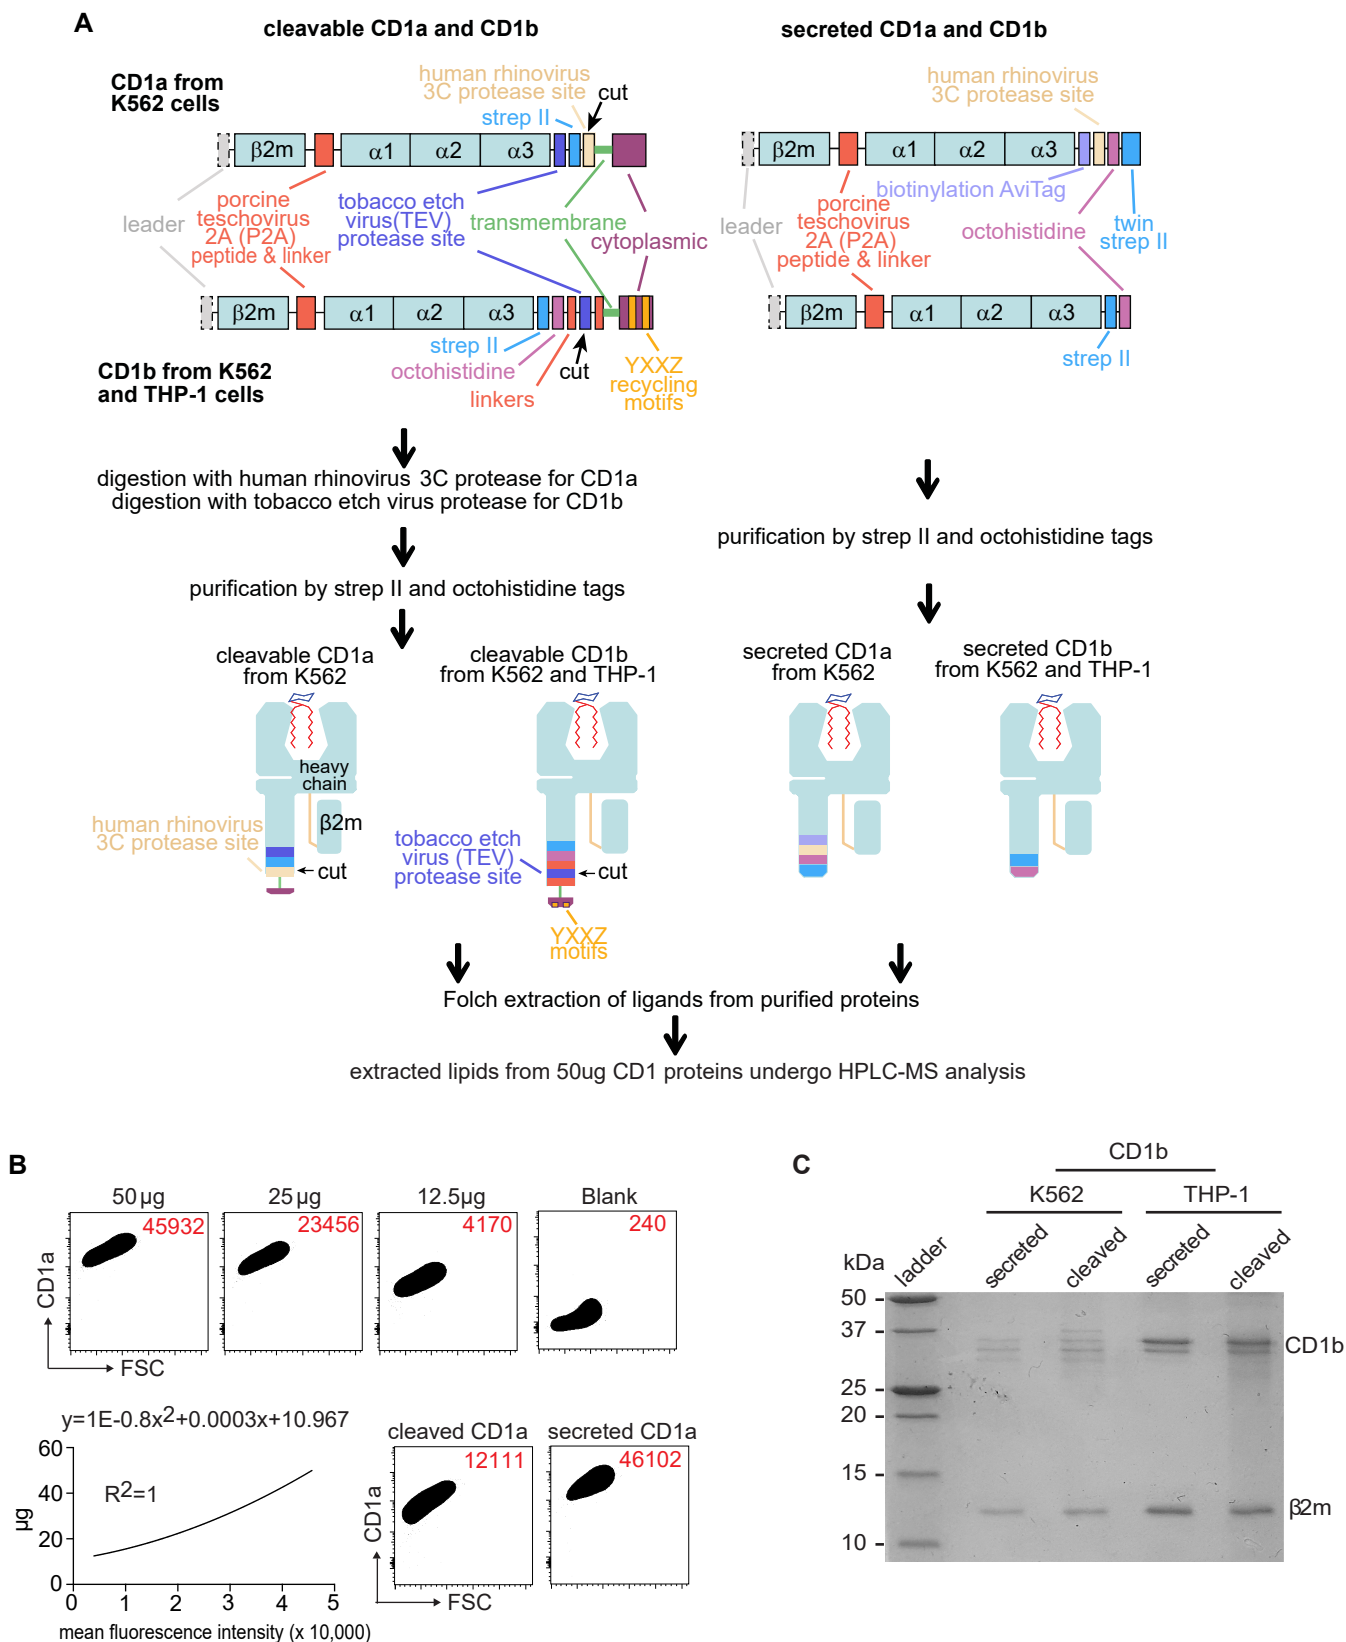 A
cleavable CD1a and CD1b
secreted CD1a and CD1b
CD1a from
K562 cells
human rhinovirus
3C protease site
cut
strep II
human rhinovirus
3C protease site
β2m
α1
α2
α3
β2m
α1
α2
α3
leader
porcine
teschovirus
2A (P2A)
peptide & linker
tobacco etch
virus(TEV)
protease site
transmembrane
cytoplasmic
leader
porcine
teschovirus
2A (P2A)
peptide & linker
biotinylation AviTag
octohistidine
twin
strep II
β2m
α1
α2
α3
β2m
α1
α2
α3
CD1b from K562
and THP-1 cells
strep II
octohistidine
linkers
cut
YXXZ
recycling
motifs
strep II
digestion with human rhinovirus 3C protease for CD1a
digestion with tobacco etch virus protease for CD1b
purification by strep II and octohistidine tags
purification by strep II and octohistidine tags
cleavable CD1a
from K562
cleavable CD1b
from K562 and THP-1
secreted CD1a
from K562
secreted CD1b
from K562 and THP-1
heavy
chain
β2m
human rhinovirus
3C protease site
cut
tobacco etch
virus (TEV)
protease site
cut
YXXZ
motifs
Folch extraction of ligands from purified proteins
extracted lipids from 50ug CD1 proteins undergo HPLC-MS analysis
B
50 µg
25 µg
12.5µg
Blank
45932
23456
4170
240
CD1a
FSC
y=1E-0.8x2+0.0003x+10.967
R2=1
60
40
20
0
µg
0
1
2
3
4
5
mean fluorescence intensity (x 10,000)
cleaved CD1a
secreted CD1a
12111
46102
CD1a
FSC
C
CD1b
K562
THP-1
kDa
ladder
secreted
cleaved
secreted
cleaved
50
37
25
20
15
10
CD1b
β2m